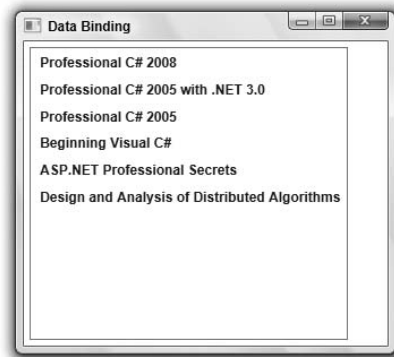 Data Binding
Professional C# 2008
Professional C# 2005 with .NET 3.0
Professional C# 2005
Beginning Visual C#
ASP.NET Professional Secrets
Design and Analysis of Distributed Algorithms